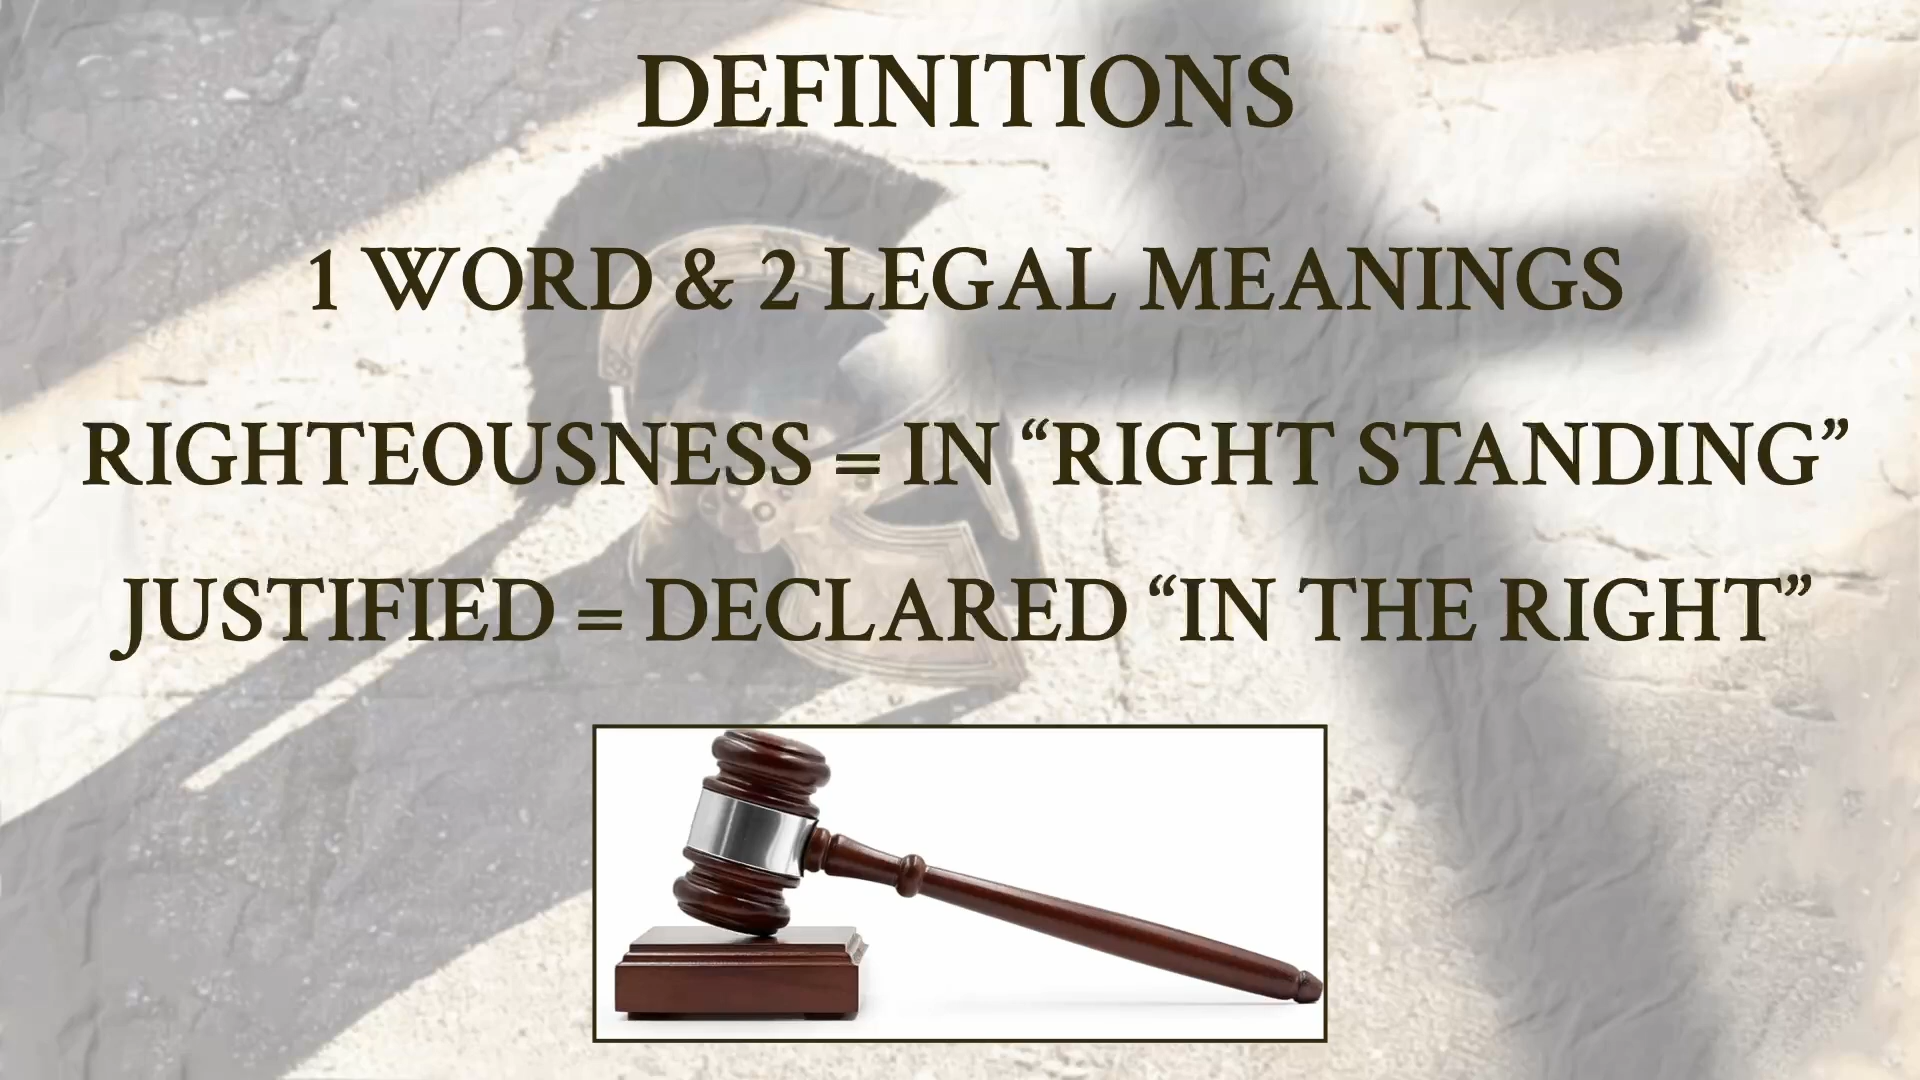 DEFINITIONS
1 WORD & 2 LEGAL MEANINGS
RIGHTEOUSNESS = IN “RIGHT STANDING”
JUSTIFIED = DECLARED “IN THE RIGHT”